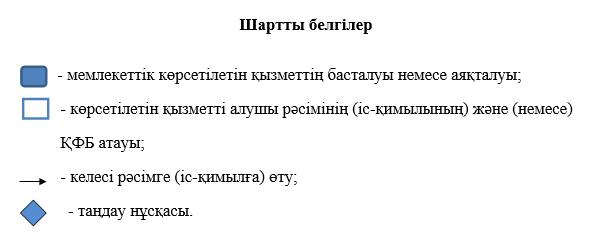 Шартты белгілер
- мемлекеттік көрсетілетін қызметтің басталуы немесе аяқталуы;
- көрсетілетін қызметті алушы рәсімінің (іс-қимылының) және (немесе)
ҚФБ атауы;
- келесі рәсімге (іс-қимылға) өту;
- таңдау нұсқасы.